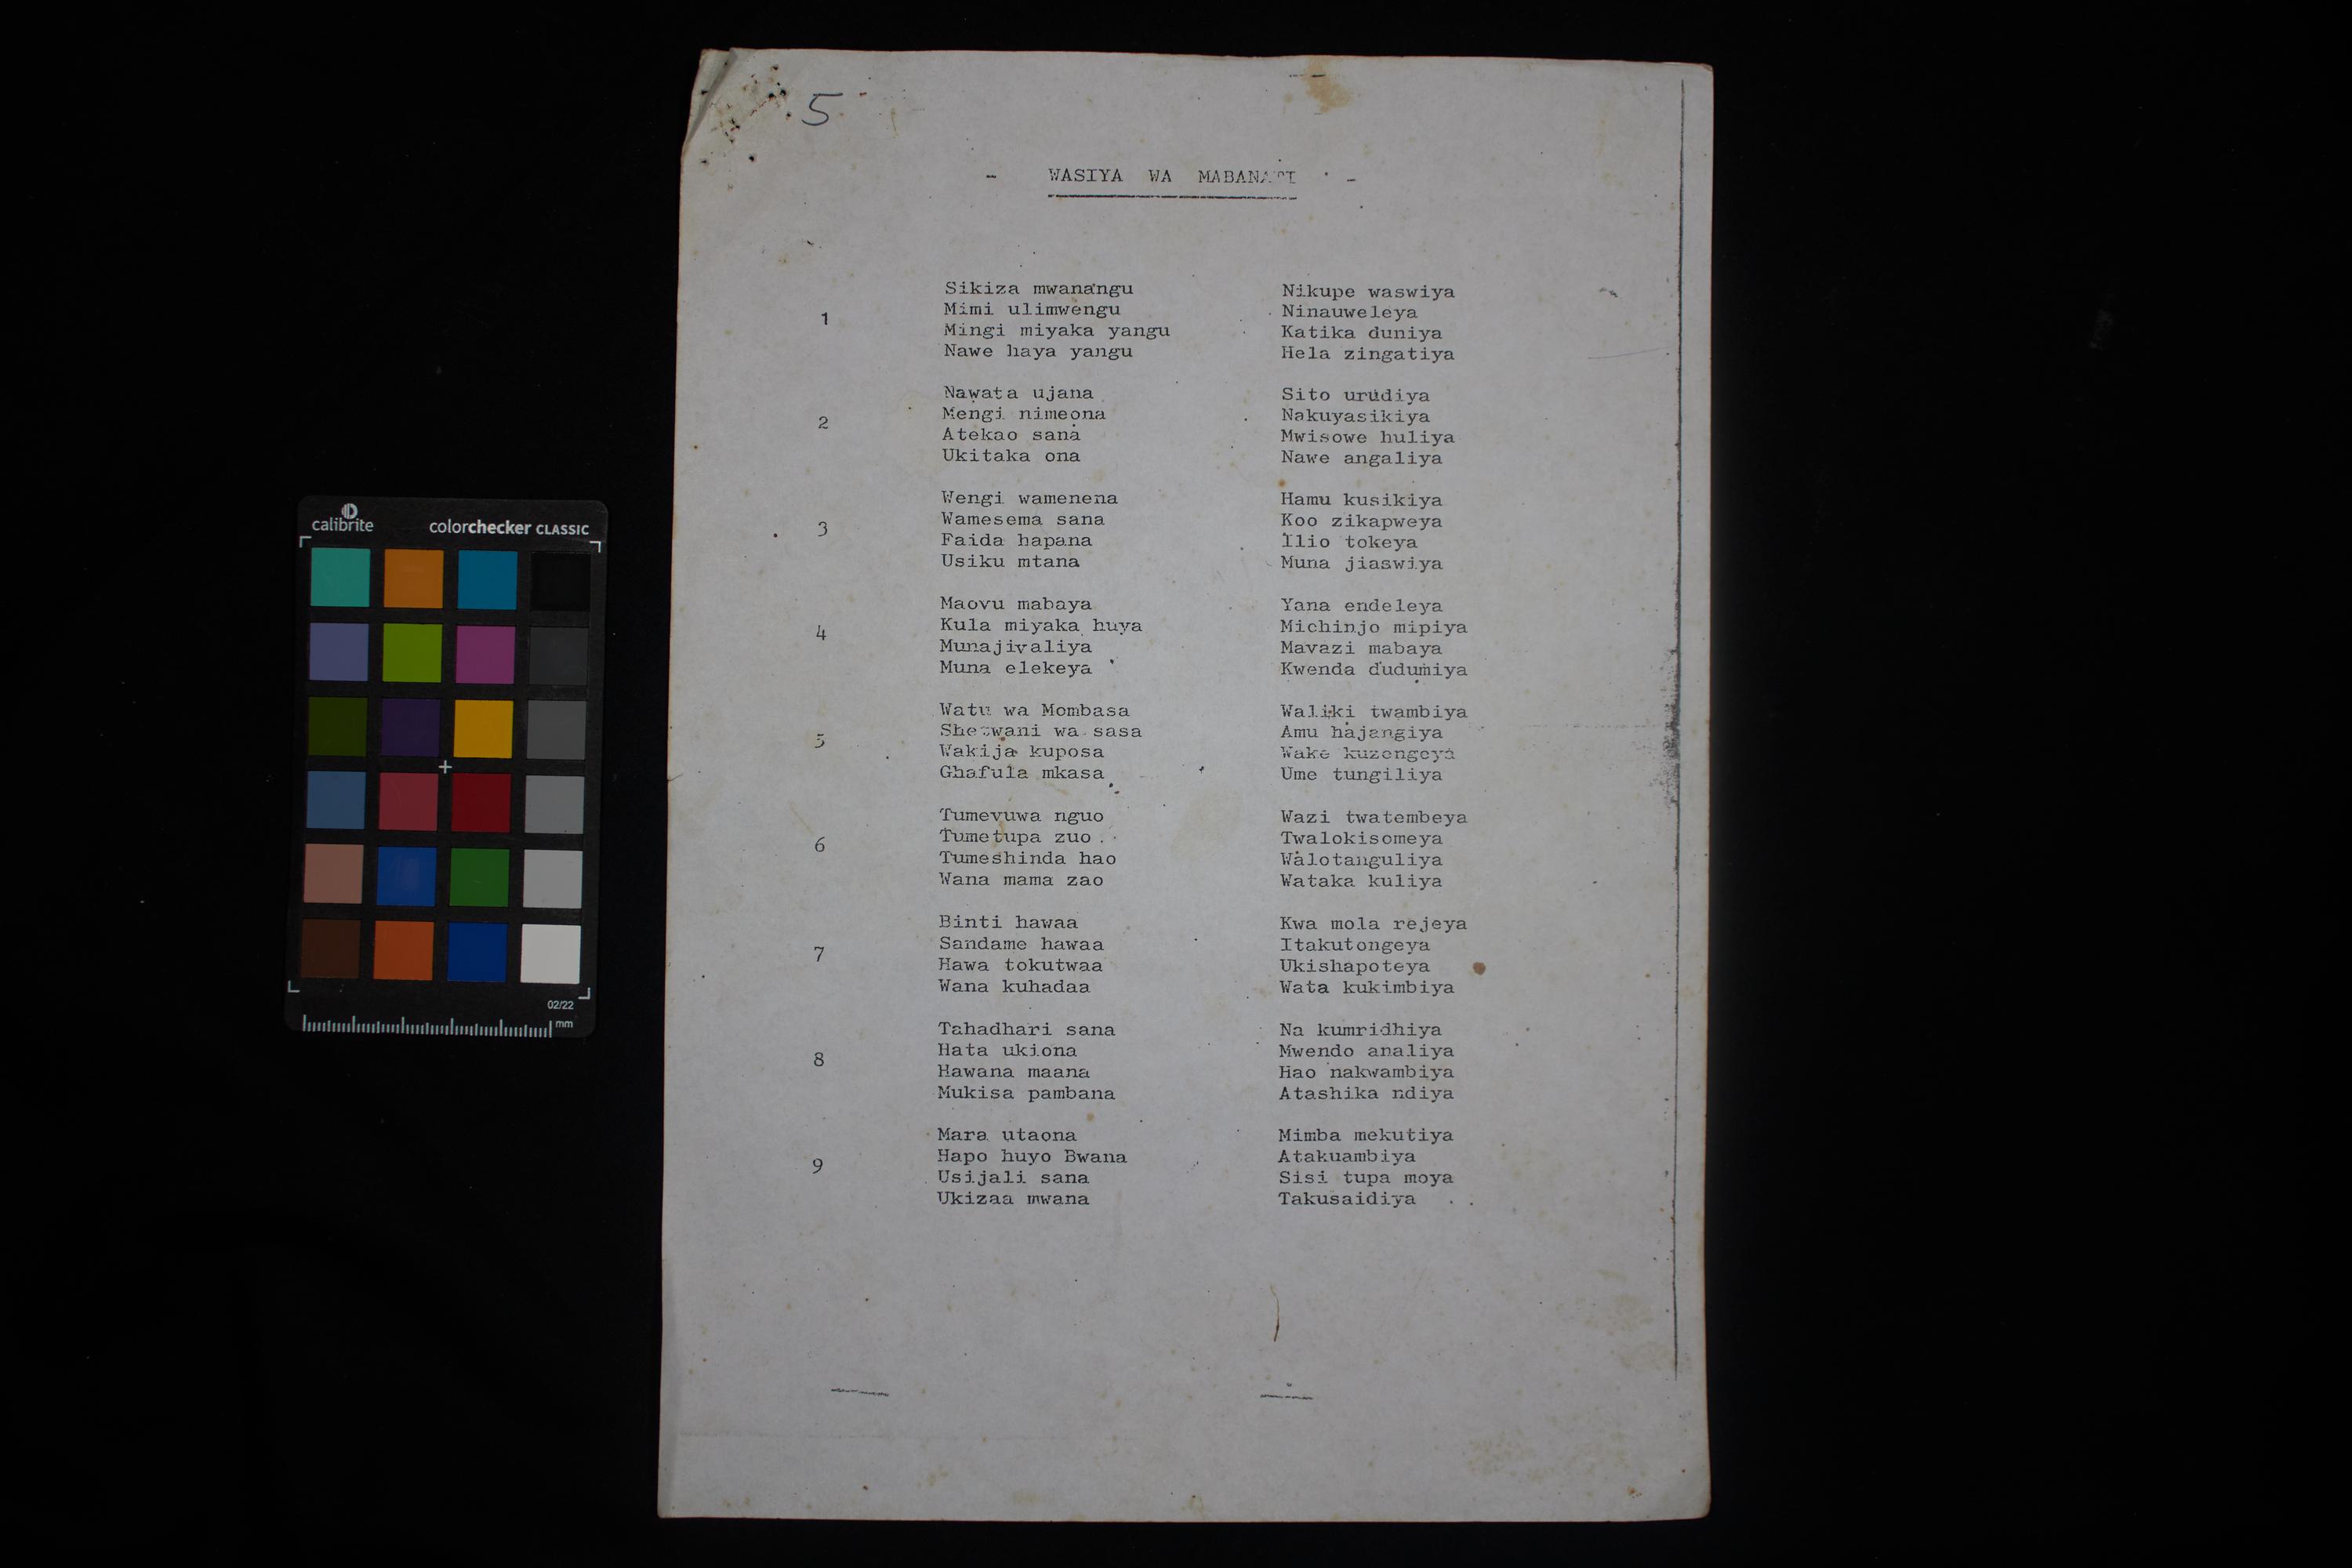 5
- WASIYA WA MABANATI -
Sikiza mwanangu Nikupe waswiya
Mimi ulimwengu Ninauweleya
1
Mingi miyaka yangu Katika duniya
Nawe haya yangu Hela zingatiya
Nawata ujana Sito urudiya
Mengi nimeona Nakuyasikiya
2
Atekao sana Mwisowe huliya
Ukitaka ona Nawe angaliya
Wengi wamenena Hamu kusikiya
Wamesema sana Koo zikapweya
3
Faida hapana Ilio tokeya
Usiku mtana Muna jiaswiya
Maovu mabaya Yana endeleya
Kula miyaka huya Michinjo mipiya
4
Munajivaliya Mavazi mabaya
Muna elekeya Kwenda dudumiya
Watu wa Mombasa Waliki twambiya
Shezwani wa sasa Amu hajangiya
5
Wakija kuposa Wake kuzengeya
Ghafula mkasa Ume tungiliya
Tumevuwa nguo Wazi twatembeya
Tumetupa zuo Twalokisomeya
6
Tumeshinda hao Walotanguliya
Wana mama zao Wataka kuliya
Binti hawaa Kwa mola rejeya
Sandame hawaa Itakutongeya
7
Hawa tokutwaa Ukishapoteya
Wana kuhadaa Wata kukimbiya
Tahadhari sana Na kumridhiya
Hata ukiona Mwendo analiya
8
Hawana maana Hao nakwambiya
Mukisa pambana Atashika ndiya
Mara utaona Mimba mekutiya
Hapo huyo Bwana Atakuambiya
9
Usijali sana Sisi tupa moya
Ukizaa mwana Takusaidiya
calibrite
colorchecker CLASSIC
02/22
mm